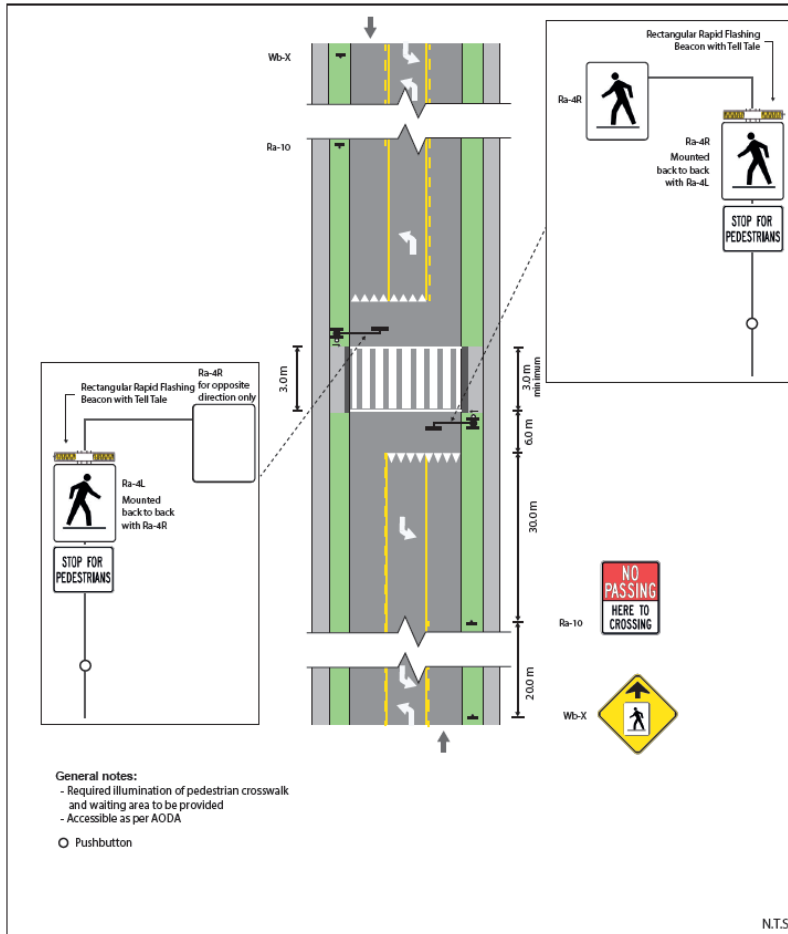 Wb-X
Ra-10
Rectangular Rapid Flashing
Beacon with Tell Tale
Ra-4R
Ra-4R
Mounted
back to back
with Ra-4L
STOP FOR
PEDESTRIANS
3.0 m
3.0 m
minimum
6.0 m
30.0 m
20.0 m
Ra-4R
for opposite
direction only
Rectangular Rapid Flashing
Beacon with Tell Tale
Ra-4L
Mounted
back to back
with Ra-4R
STOP FOR
PEDESTRIANS
Ra-10
NO
PASSING
HERE TO
CROSSING
Wb-X
General notes:
- Required illumination of pedestrian crosswalk
and waiting area to be provided
- Accessible as per AODA
Pushbutton
N.T.S